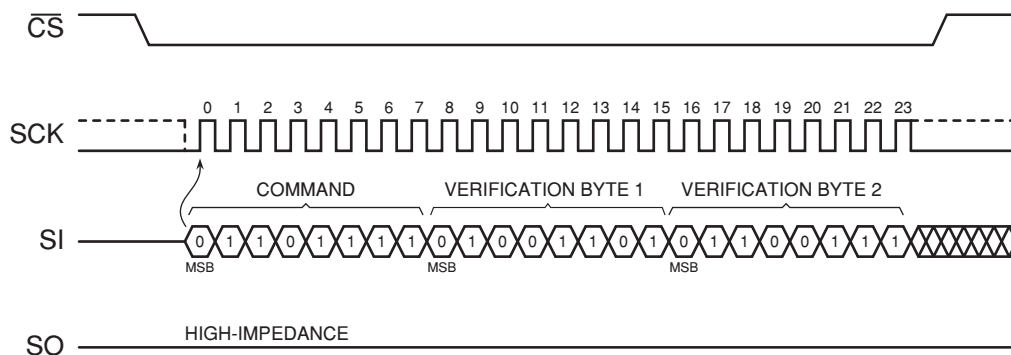 CS
0 1 2 3 4 5 6 7 8 9 10 11 12 13 14 15 16 17 18 19 20 21 22 23
SCK
COMMAND VERIFICATION BYTE 1 VERIFICATION BYTE 2
SI 0 1 1 0 1 1 1 1 0 1 0 0 1 1 0 1 0 1 1 0 0 1 1 1
MSB MSB MSB
HIGH-IMPEDANCE
SO